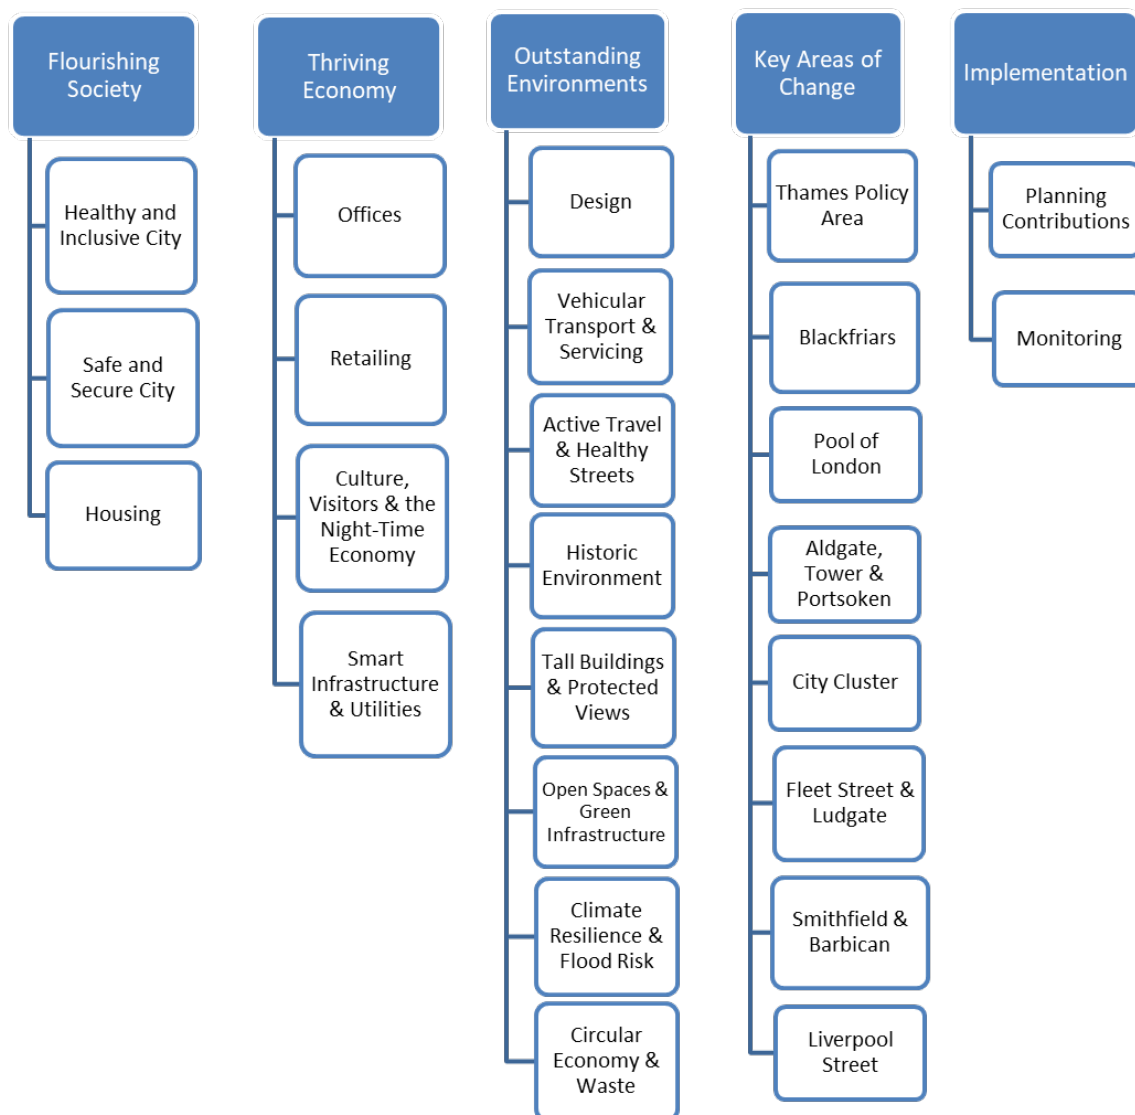 Flourishing
Society
Healthy and
Inclusive City
Safe and
Secure City
Housing
Thriving
Economy
Offices
Retailing
Culture,
Visitors & the
Night-Time
Economy
Smart
Infrastructure
& Utilities
Outstanding
Environments
Design
Vehicular
Transport &
Servicing
Active Travel
& Healthy
Streets
Historic
Environment
Tall Buildings
& Protected
Views
Open Spaces &
Green
Infrastructure
Climate
Resilience &
Flood Risk
Circular
Economy &
Waste
Key Areas of
Change
Thames Policy
Area
Blackfriars
Pool of
London
Aldgate,
Tower &
Portsoken
City Cluster
Fleet Street &
Ludgate
Smithfield &
Barbican
Liverpool
Street
Implementation
Planning
Contributions
Monitoring